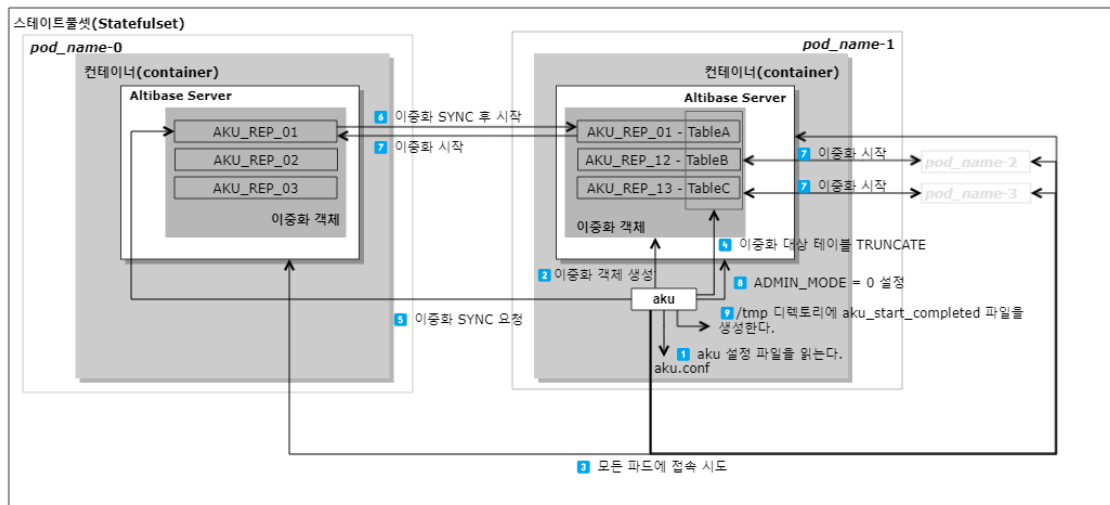 스테이트풀셋(Statefulset)
pod_name-0
컨테이너(container)
Altibase Server
AKU_REP_01
AKU_REP_02
AKU_REP_03
이중화 객체
6 이중화 SYNC 후 시작
7 이중화 시작
pod_name-1
컨테이너(container)
Altibase Server
AKU_REP_01 - TableA
AKU_REP_12 - TableB
AKU_REP_13 - TableC
이중화 객체
7 이중화 시작
pod_name-2
7 이중화 시작
pod_name-3
4 이중화 대상 테이블 TRUNCATE
2 이중화 객체 생성
8 ADMIN_MODE = 0 설정
aku
5 이중화 SYNC 요청
9 /tmp 디렉토리에 aku_start_completed 파일을
생성한다.
1 aku 설정 파일을 읽는다.
aku.conf
3 모든 파드에 접속 시도